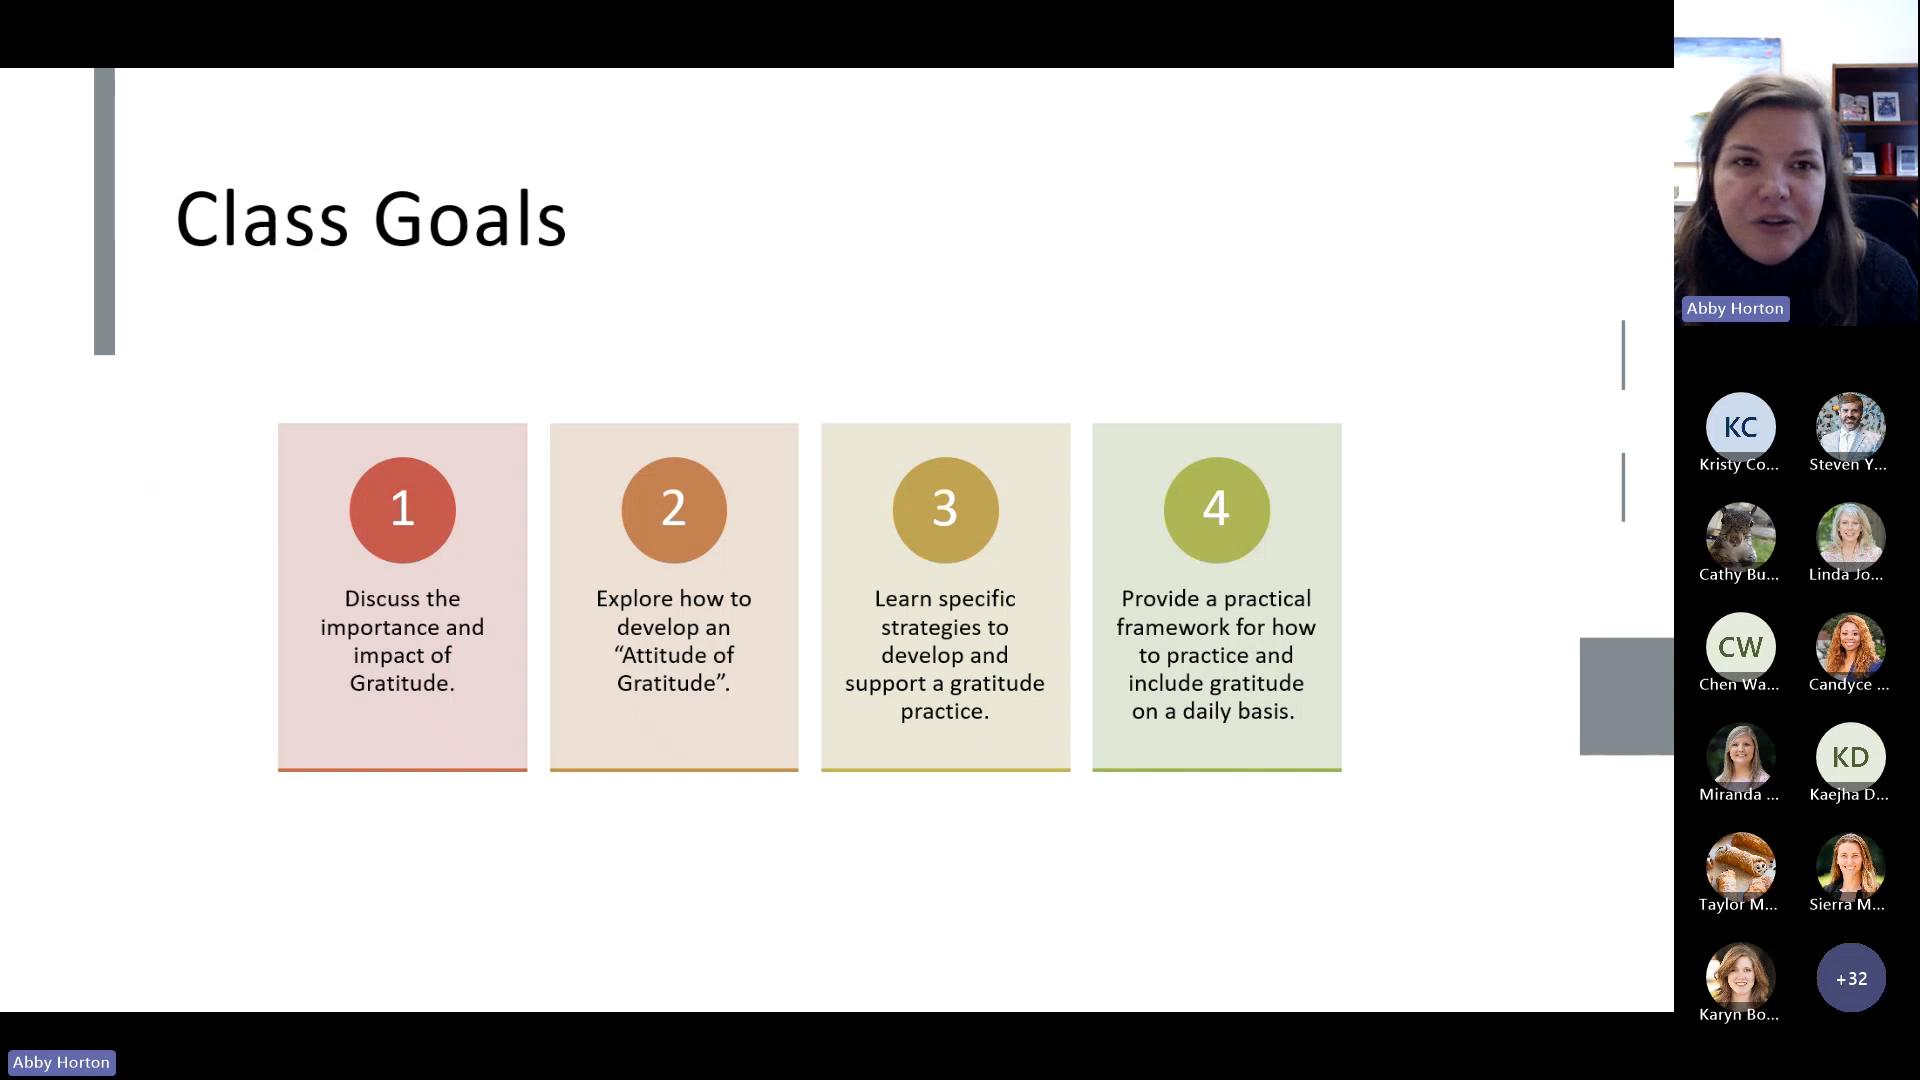 Class Goals
1
Discuss the
importance and
impact of
Gratitude.
2
Explore how to
develop an
“Attitude of
Gratitude”.
3
Learn specific
strategies to
develop and
support a gratitude
practice.
4
Provide a practical
framework for how
to practice and
include gratitude
on a daily basis.
Abby Horton
KC
Kristy Co...
Steven Y...
Cathy Bu...
Linda Jo...
CW
Chen Wa...
Candyce ...
Miranda ...
KD
Kaejha D...
Taylor M...
Sierra M...
Karyn Bo...
+32
Abby Horton